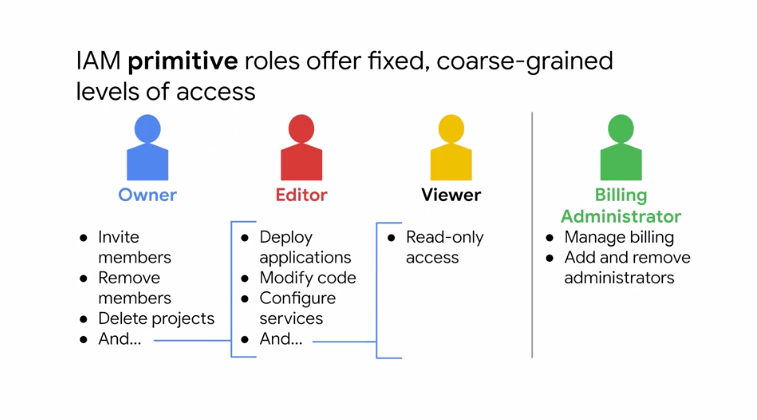 IAM primitive roles offer fixed, coarse-grained
levels of access
Owner
• Invite
members
• Remove
members
• Delete projects
• And...
Editor
• Deploy
applications
• Modify code
• Configure
services
• And...
Viewer
• Read-only
access
Billing
Administrator
• Manage billing
• Add and remove
administrators